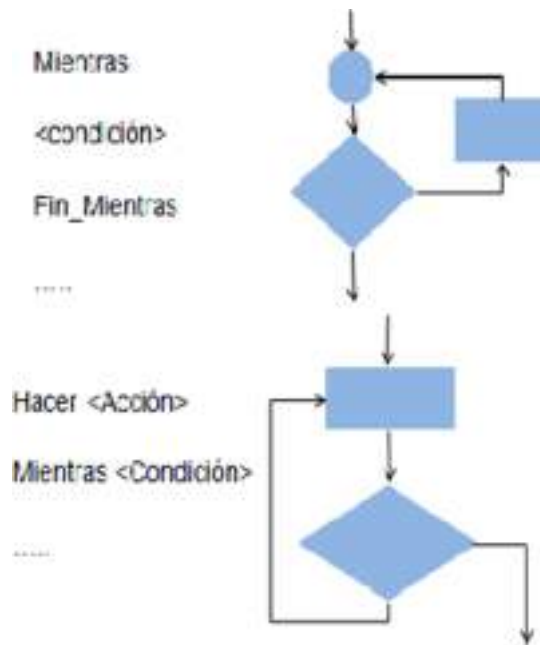 Mientras
<condición>
Fin_Mientras
.....
Hacer <Acción>
Mientras <Condición>
.....